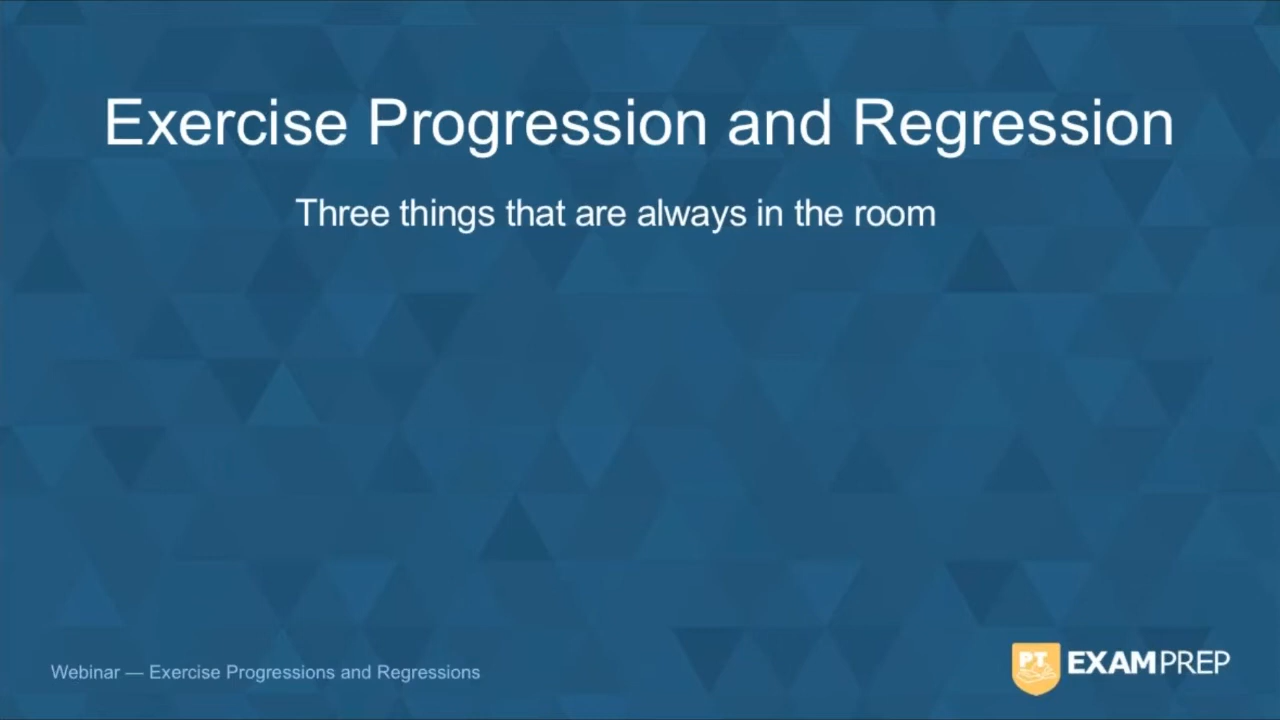 Exercise Progression and Regression
Three things that are always in the room
Webinar — Exercise Progressions and Regressions
PT EXAMPREP